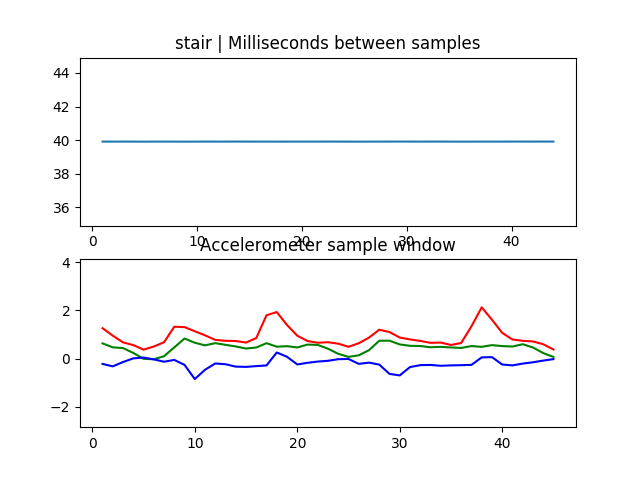 stair | Milliseconds between samples
44
42
40
38
36
0 10 20 30 40
Accelerometer sample window
4
2
0
−2
0 10 20 30 40